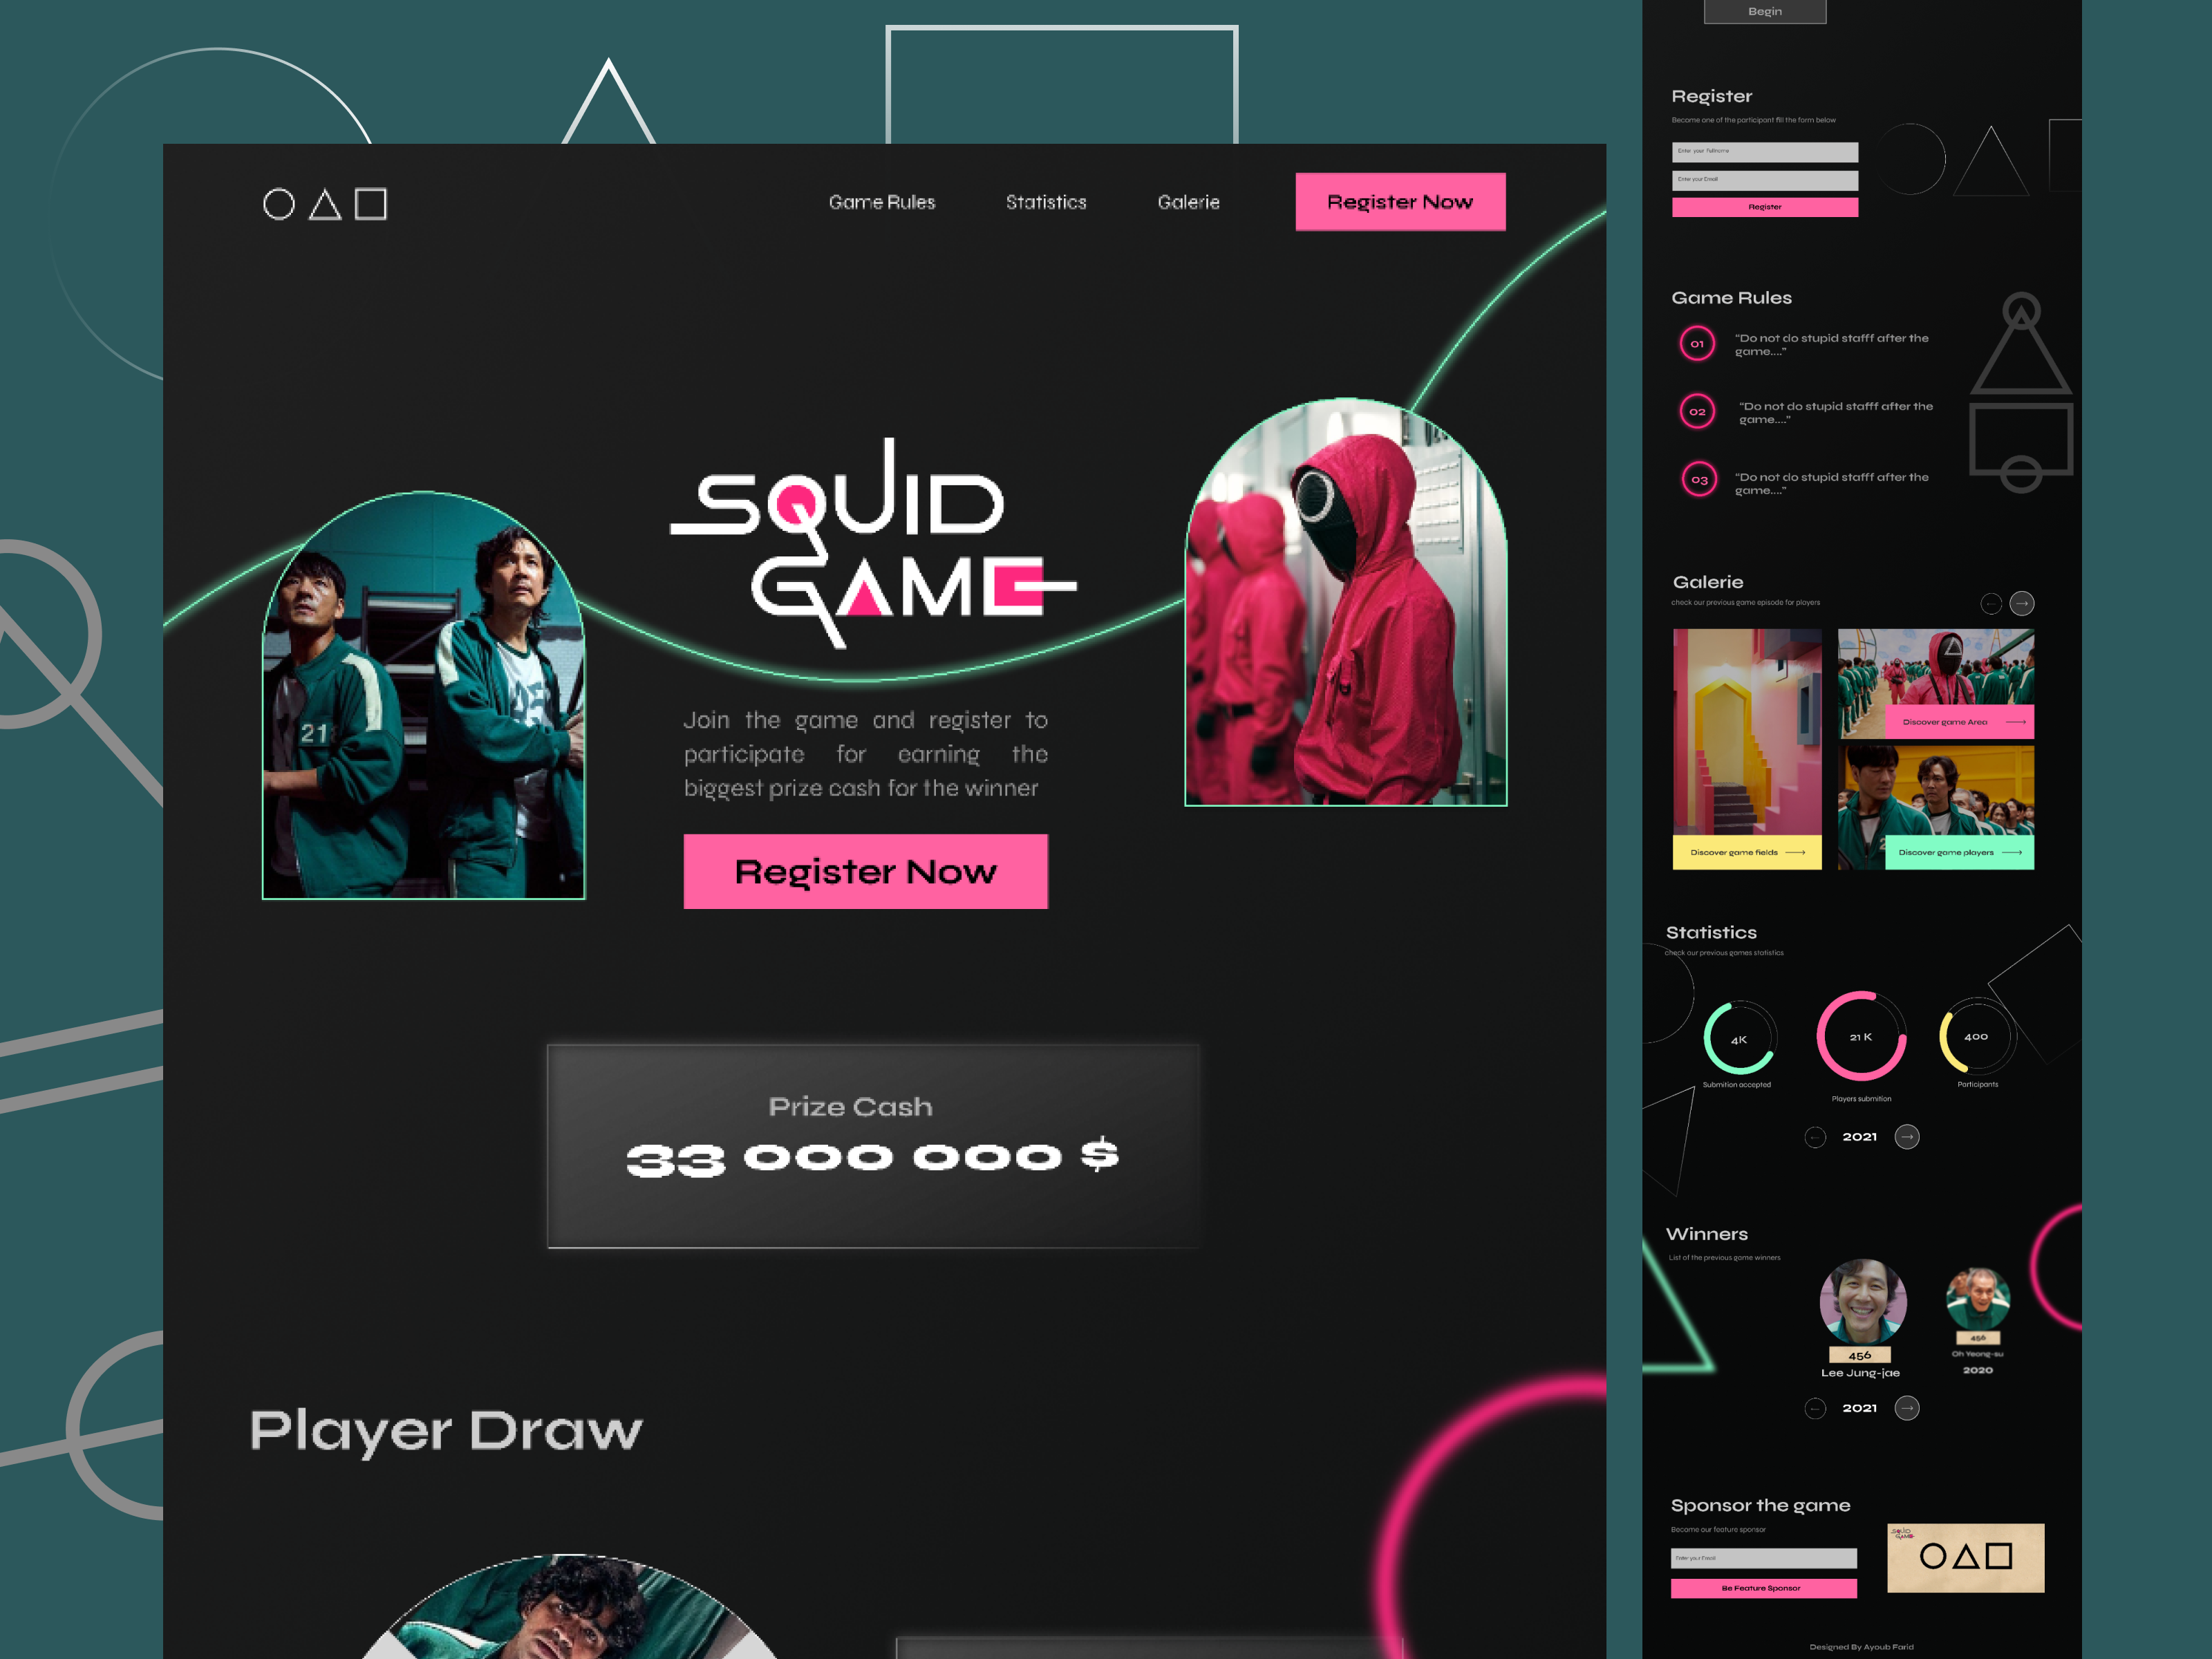 Game Rules
Statistics
Galerie
Register Now
SQUID
GAME
21
Join the game and register to
participate for earning the
biggest prize cash for the winner
Register Now
Prize Cash
33 000 000 $
Player Draw
Begin
Register
Become one of the participant fill the form below
Enter your Fullname
Enter your Email
Register
Game Rules
01
"Do not do stupid stafff after the
game...."
02
"Do not do stupid stafff after the
game...."
03
"Do not do stupid stafff after the
game...."
Galerie
check our previous game episode for players
Discover game Area
Discover game fields
Discover game players
Statistics
check our previous games statistics
4K
Submition accepted
21 K
Players submition
400
Participants
2021
Winners
List of the previous game winners
456
Lee Jung-jae
456
Oh Yeong-su
2020
2021
Sponsor the game
Become our feature sponsor
Enter your Email
Be Feature Sponsor
SQUID
GAME
Designed By Ayoub Farid